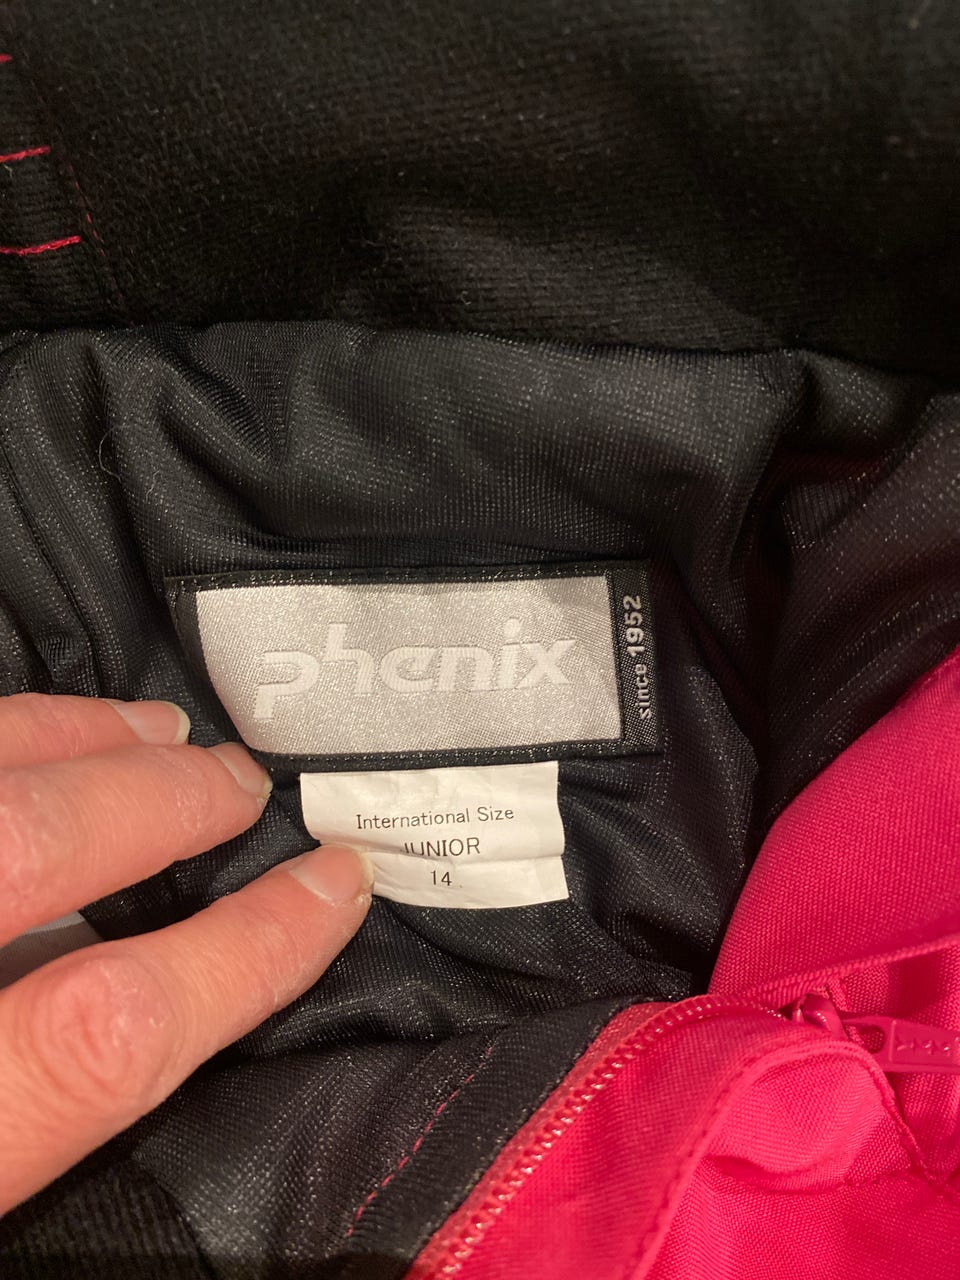 phenix
since 1952
International Size
JUNIOR
14